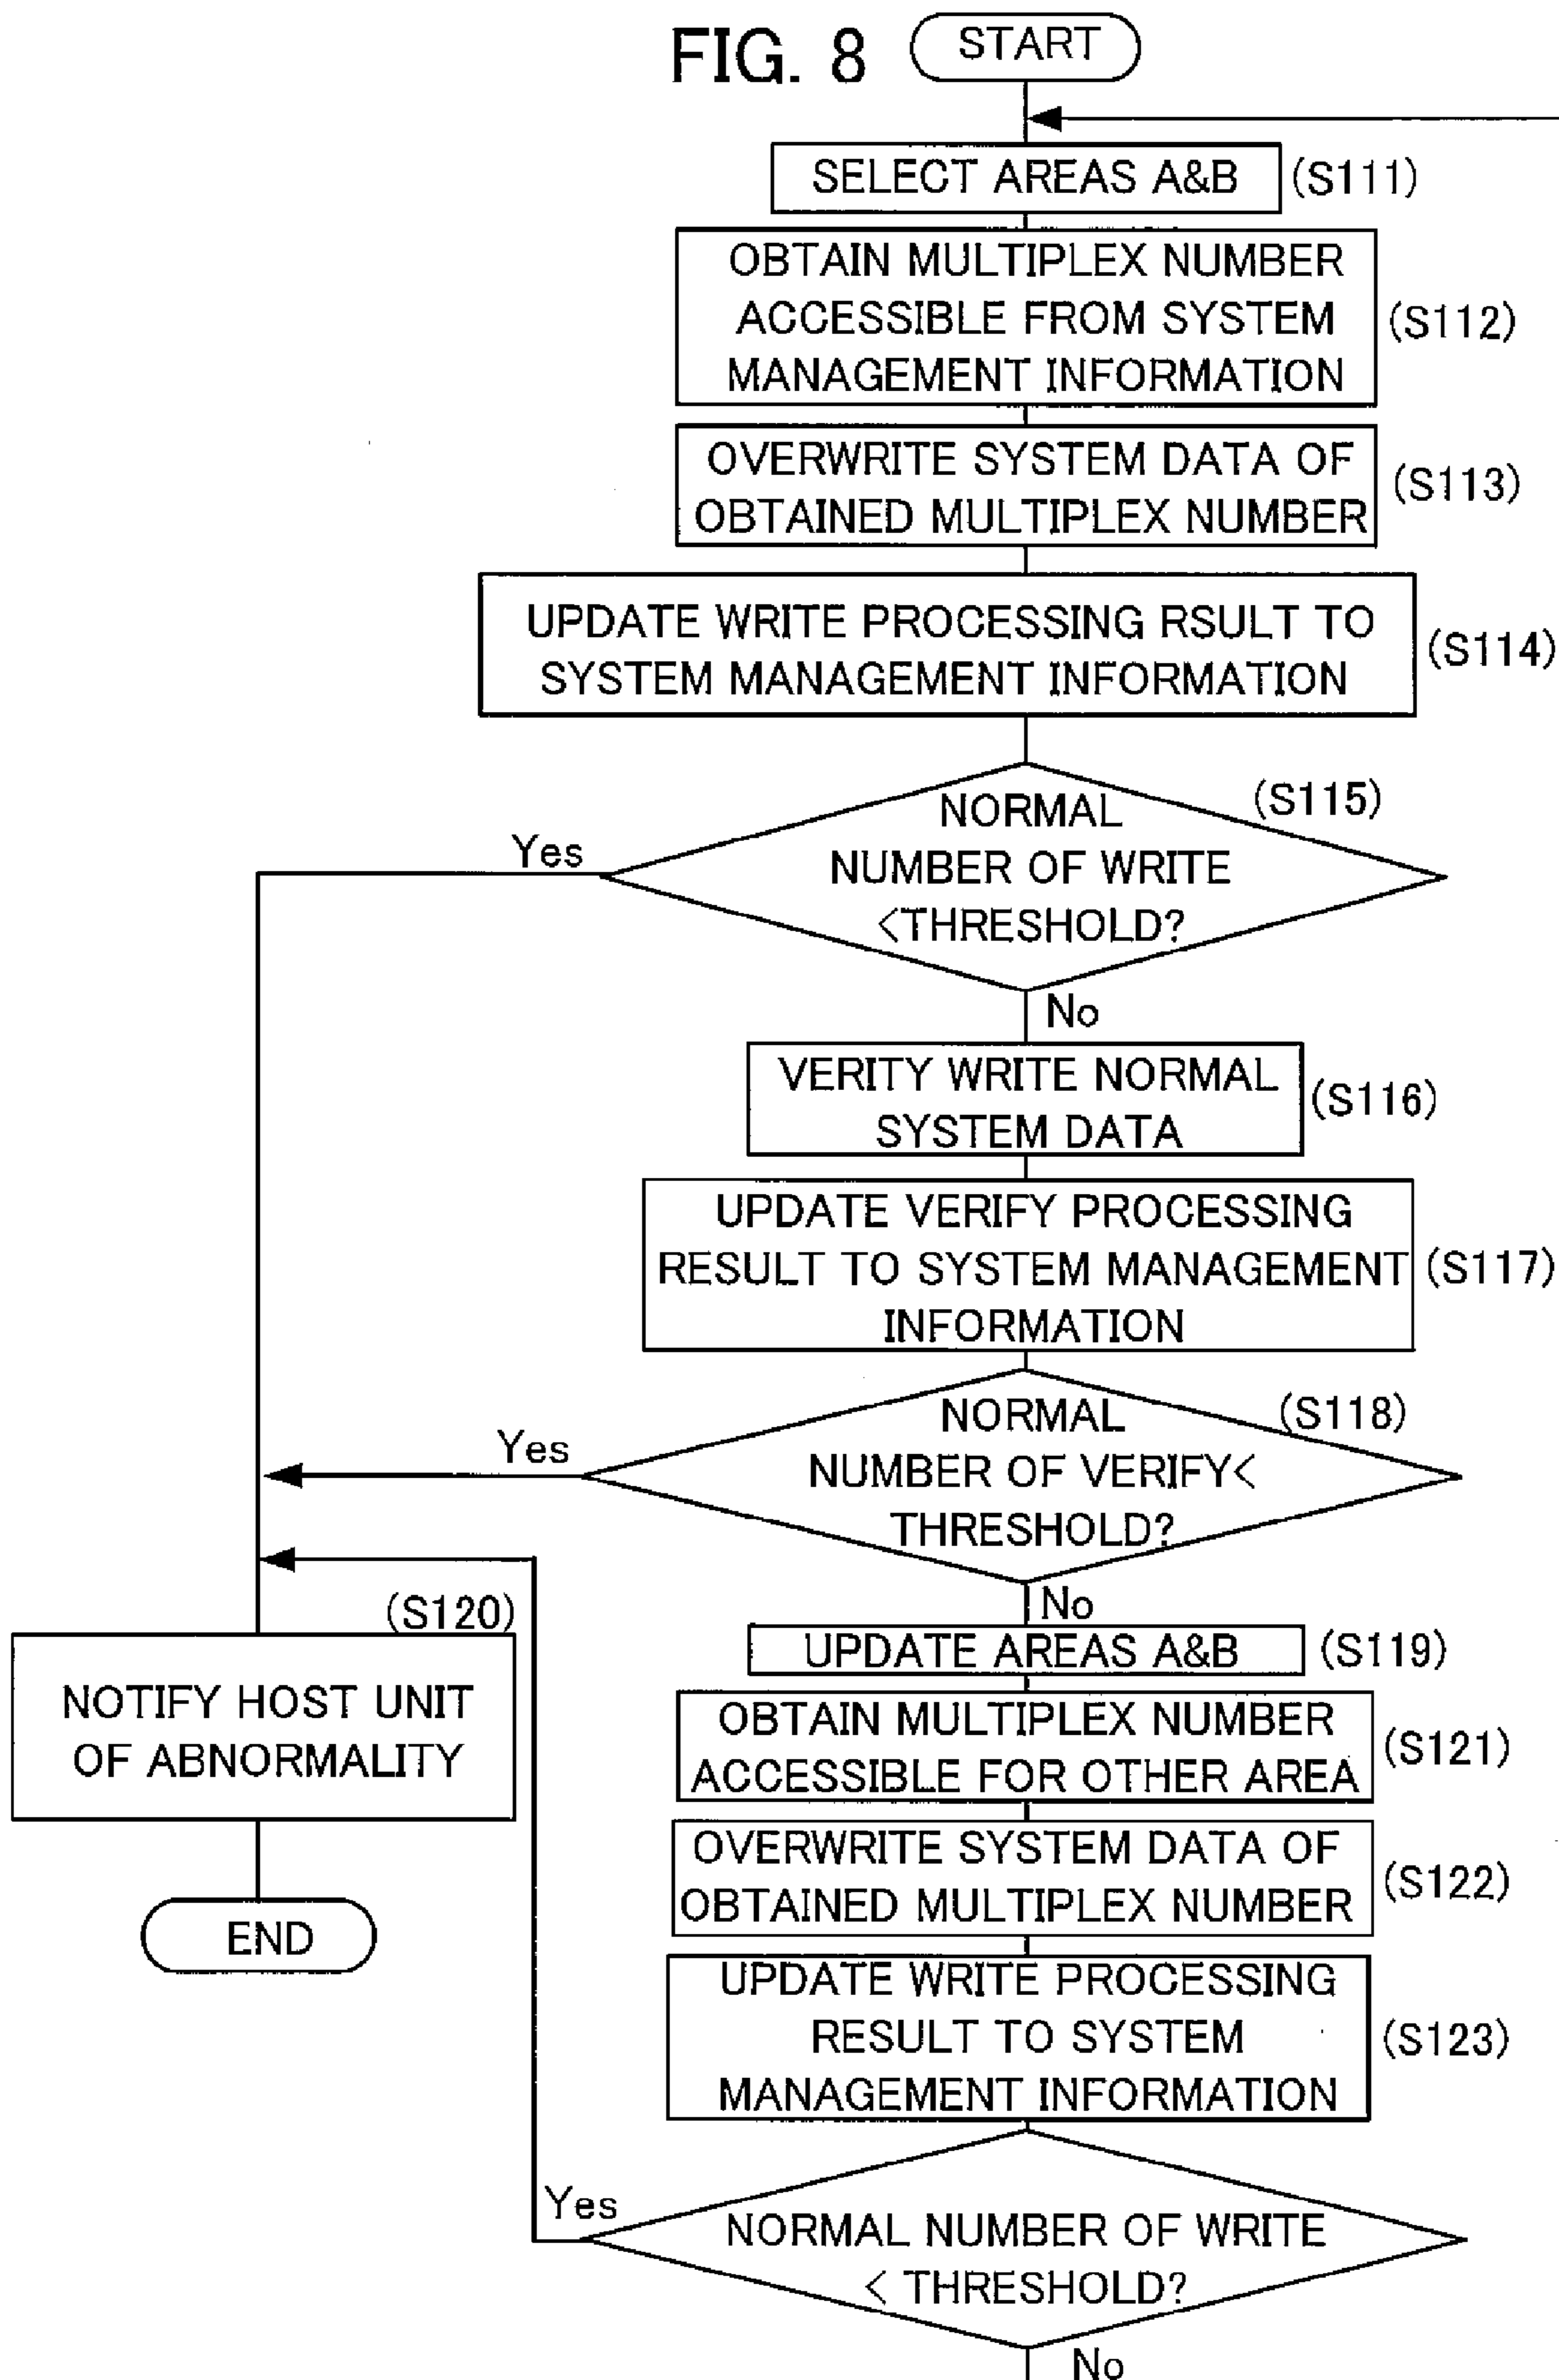 FIG. 8
START
SELECT AREAS A&B
(S111)
OBTAIN MULTIPLEX NUMBER
ACCESSIBLE FROM SYSTEM
MANAGEMENT INFORMATION
(S112)
OVERWRITE SYSTEM DATA OF
OBTAINED MULTIPLEX NUMBER
(S113)
UPDATE WRITE PROCESSING RSULT TO
SYSTEM MANAGEMENT INFORMATION
(S114)
NORMAL
NUMBER OF WRITE
<THRESHOLD?
(S115)
Yes
No
VERITY WRITE NORMAL
SYSTEM DATA
(S116)
UPDATE VERIFY PROCESSING
RESULT TO SYSTEM MANAGEMENT
INFORMATION
(S117)
NORMAL
NUMBER OF VERIFY<
THRESHOLD?
(S118)
Yes
No
UPDATE AREAS A&B
(S119)
(S120)
NOTIFY HOST UNIT
OF ABNORMALITY
END
OBTAIN MULTIPLEX NUMBER
ACCESSIBLE FOR OTHER AREA
(S121)
OVERWRITE SYSTEM DATA OF
OBTAINED MULTIPLEX NUMBER
(S122)
UPDATE WRITE PROCESSING
RESULT TO SYSTEM
MANAGEMENT INFORMATION
(S123)
Yes
NORMAL NUMBER OF WRITE
< THRESHOLD?
No